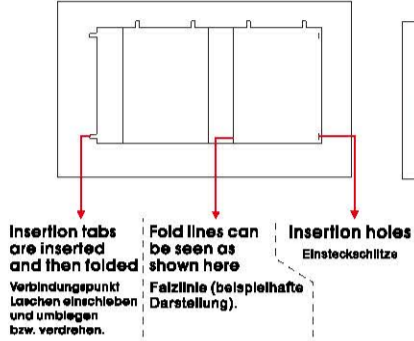 Insertion tabs
are inserted
and then folded
Verbindungspunkt
Laschen einschieben
und umbiegen
bzw. verdrehen.
Fold lines can
be seen as
shown here
Falzlinie (beispielhafte
Darstellung).
Insertion holes
Einsteckschlitze